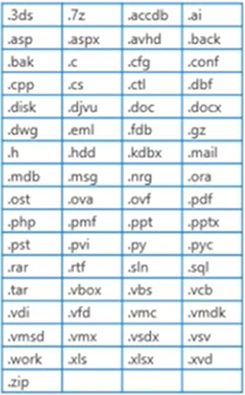 .3ds .7z .accdb .ai
.asp .aspx .avhd .back
.bak .c .cfg .conf
.cpp .cs .ctl .dbf
.disk .djvu .doc .docx
.dwg .eml .fdb .gz
.h .hdd .kdbx .mail
.mdb .msg .nrg .ora
.ost .ova .ovf .pdf
.php .pmf .ppt .pptx
.pst .pvi .py .pyc
.rar .rtf .sln .sql
.tar .vbox .vbs .vcb
.vdi .vfd .vmc .vmdk
.vmsd .vmx .vsdx .vsv
.work .xls .xlsx .xvd
.zip